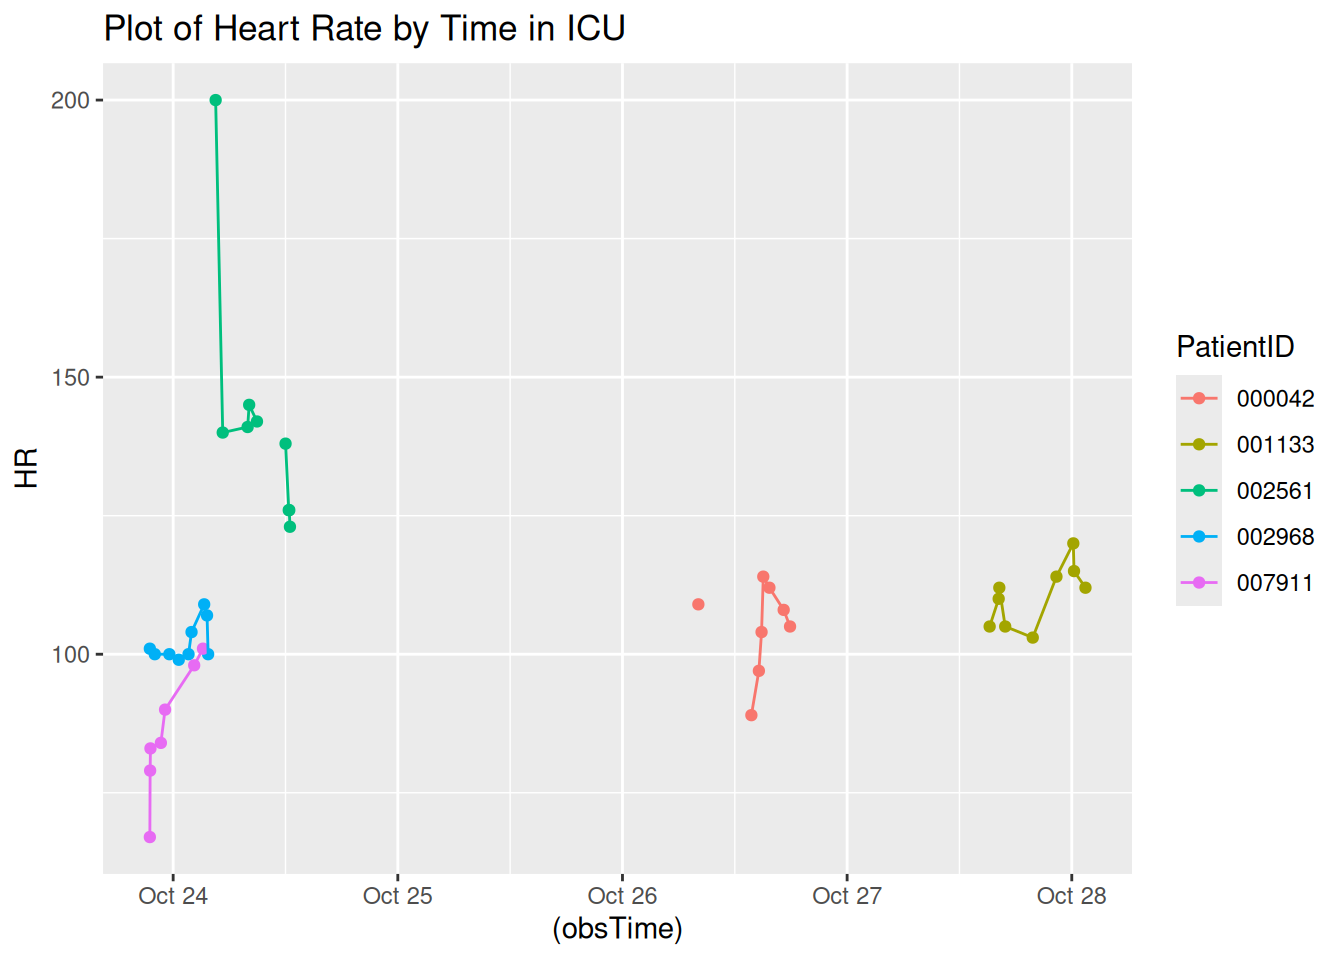 Plot of Heart Rate by Time in ICU
200
150
100
HR
Oct 24 Oct 25 Oct 26 Oct 27 Oct 28
(obsTime)
PatientID
000042
001133
002561
002968
007911